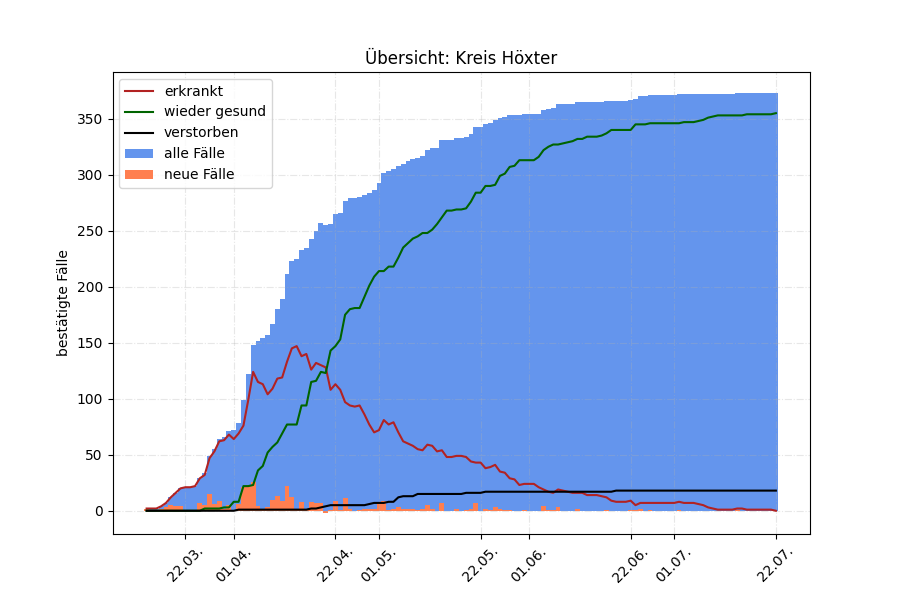 Übersicht: Kreis Höxter
erkrankt
wieder gesund
verstorben
alle Fälle
neue Fälle
bestätigte Fälle
350
300
250
200
150
100
50
0
22.03.
01.04.
22.04.
01.05.
22.05.
01.06.
22.06.
01.07.
22.07.